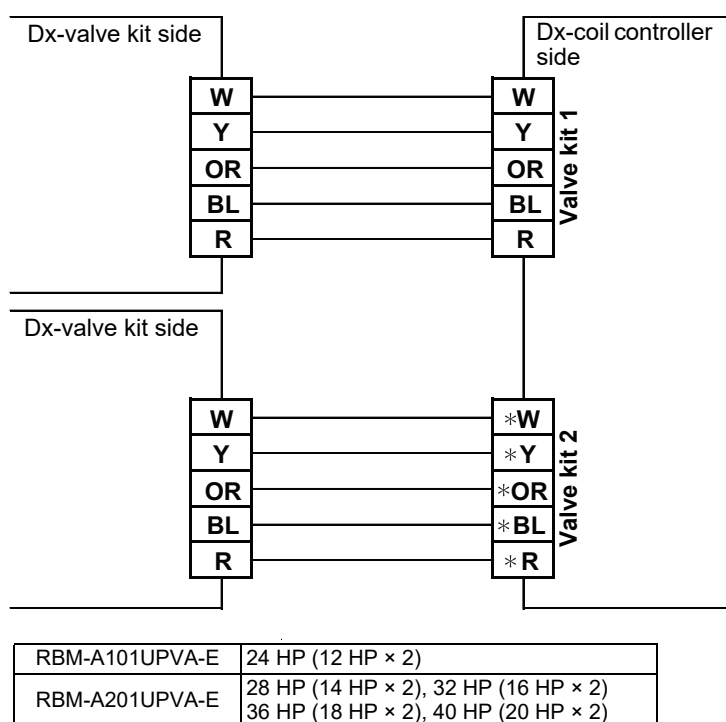 Dx-valve kit side
Dx-coil controller
side
W
W
Y
Y
OR
OR
BL
BL
R
R
Valve kit 1
Dx-valve kit side
W
*W
Y
*Y
OR
*OR
BL
*BL
R
*R
Valve kit 2
RBM-A101UPVA-E 24 HP (12 HP × 2)
RBM-A201UPVA-E 28 HP (14 HP × 2), 32 HP (16 HP × 2)
36 HP (18 HP × 2), 40 HP (20 HP × 2)